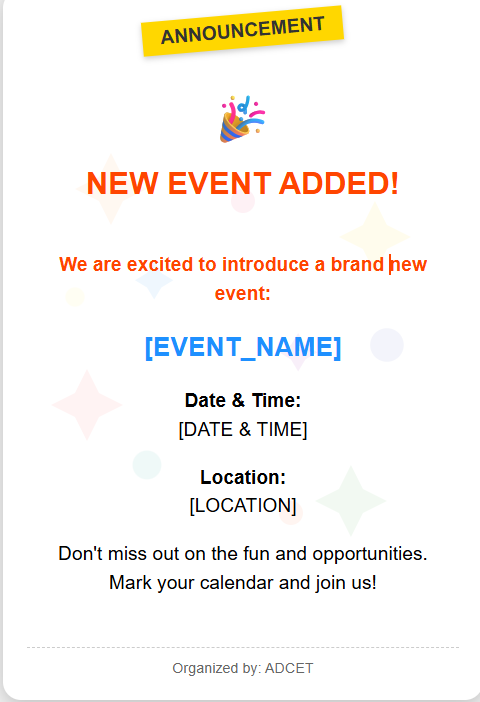 ANNOUNCEMENT
NEW EVENT ADDED!
We are excited to introduce a brand new
event:
[EVENT_NAME]
Date & Time:
[DATE & TIME]
Location:
[LOCATION]
Don't miss out on the fun and opportunities.
Mark your calendar and join us!
Organized by: ADCET